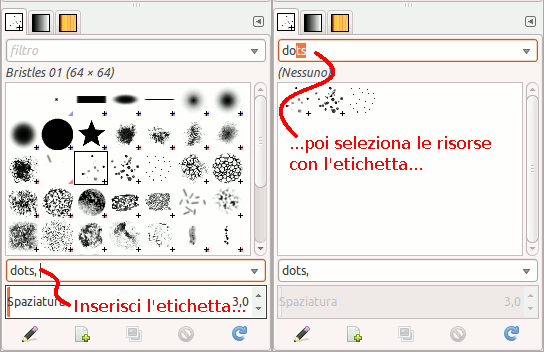 filtro
Bristles 01 (64 × 64)
dots,
Spaziatura 3,0
Inserisci l'etichetta...
dots
(Nessuno)
...poi seleziona le risorse
con l'etichetta...
dots,
Spaziatura 3,0